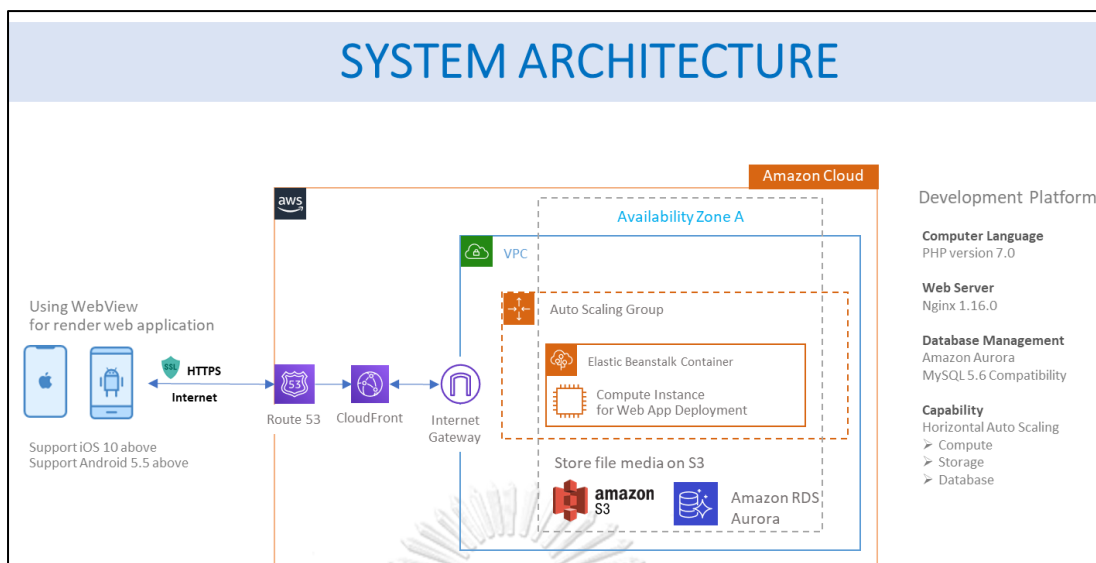 SYSTEM ARCHITECTURE
Amazon Cloud
aws
Availability Zone A
VPC
Auto Scaling Group
Elastic Beanstalk Container
Compute Instance
for Web App Deployment
Using WebView
for render web application
SSL
HTTPS
Internet
53
Route 53
CloudFront
Internet
Gateway
Support iOS 10 above
Support Android 5.5 above
Store file media on S3
amazon
S3
Amazon RDS
Aurora
Development Platform
Computer Language
PHP version 7.0
Web Server
Nginx 1.16.0
Database Management
Amazon Aurora
MySQL 5.6 Compatibility
Capability
Horizontal Auto Scaling
➢ Compute
➢ Storage
➢ Database